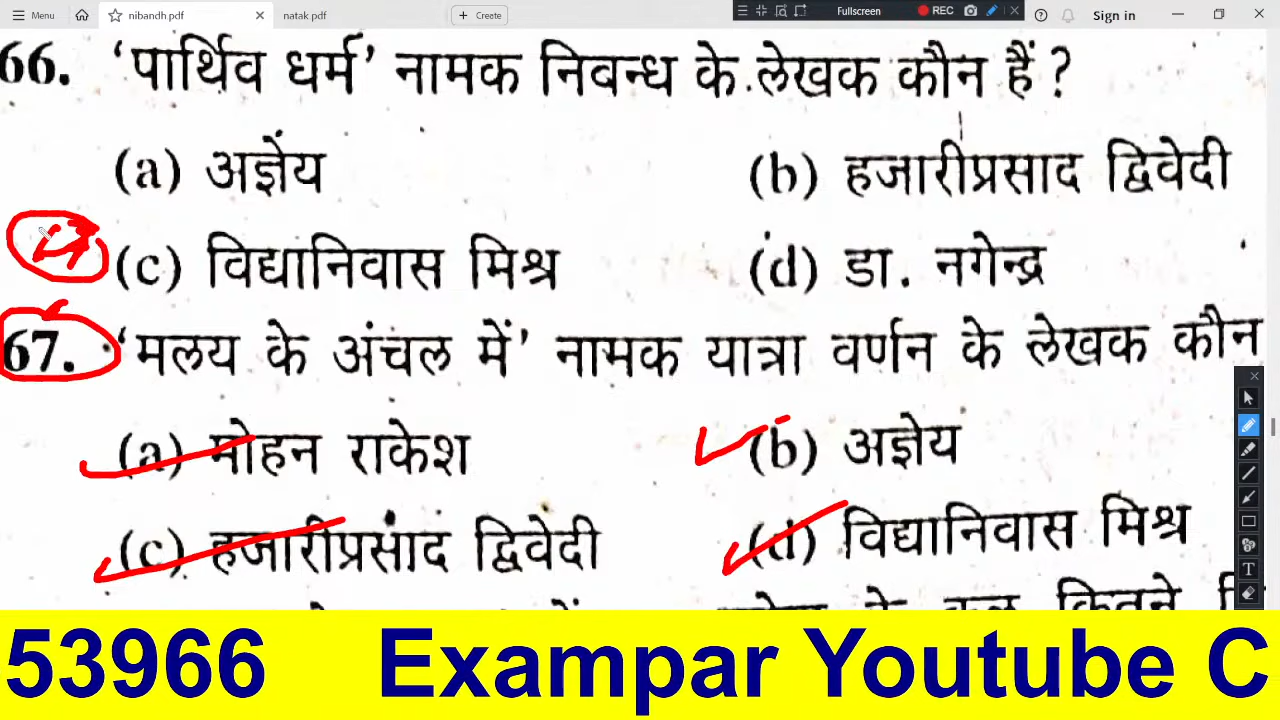 Menu nibandh pdf natak pdf + Create Fullscreen REC Sign in
66. ‘पार्थिव धर्म’ नामक निबन्ध के लेखक कौन हैं ?
(a) अज्ञेय (b) हजारीप्रसाद द्विवेदी
(c) विद्यानिवास मिश्र (d) डा. नगेन्द्र
67. ‘मलय के अंचल में’ नामक यात्रा वर्णन के लेखक कौन
(a) मोहन राकेश (b) अज्ञेय
(c) हजारीप्रसाद द्विवेदी (d) विद्यानिवास मिश्र
53966 Exampar Youtube C